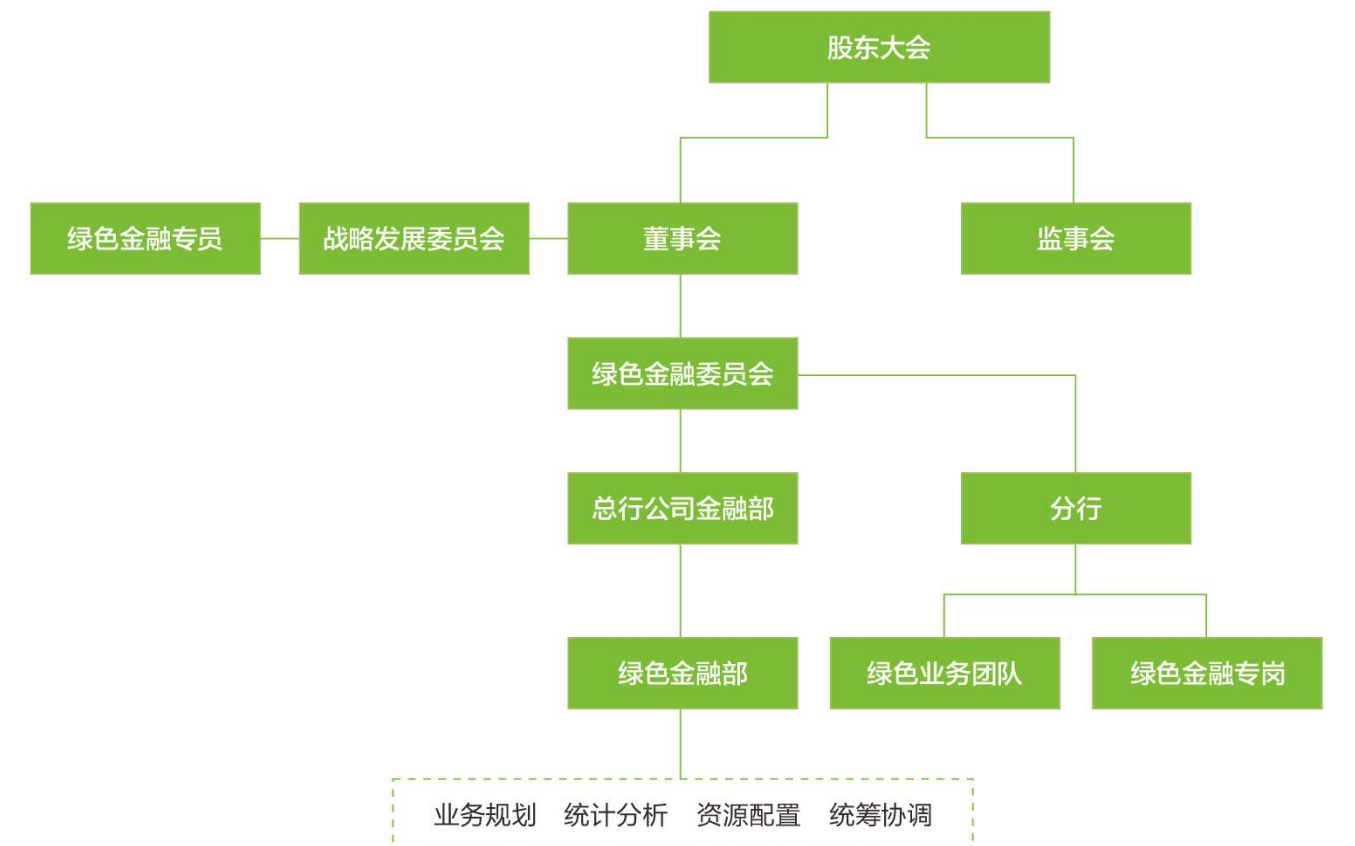 股东大会
绿色金融专员
战略发展委员会
董事会
监事会
绿色金融委员会
总行公司金融部
分行
绿色金融部
绿色业务团队
绿色金融专岗
业务规划 统计分析 资源配置 统筹协调